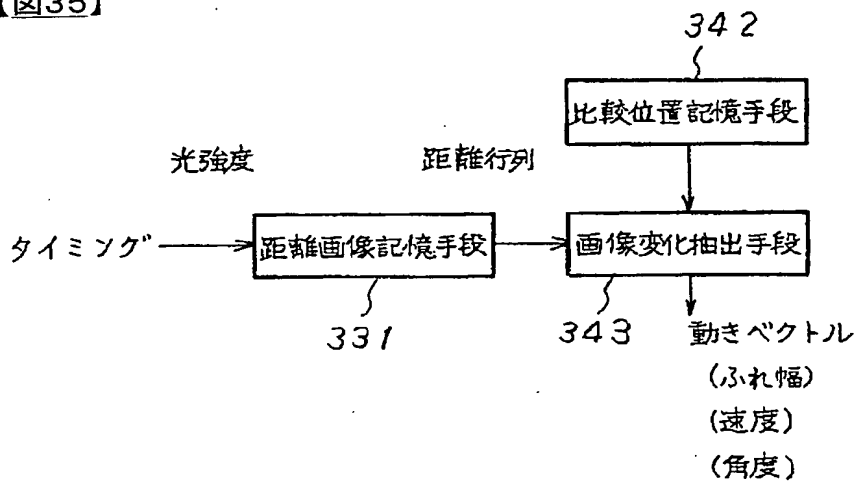 【図35】
342
比較位置記憶手段
光強度
距離行列
タイミング
距離画像記憶手段
画像変化抽出手段
331
343
動きベクトル
(ふれ幅)
(速度)
(角度)